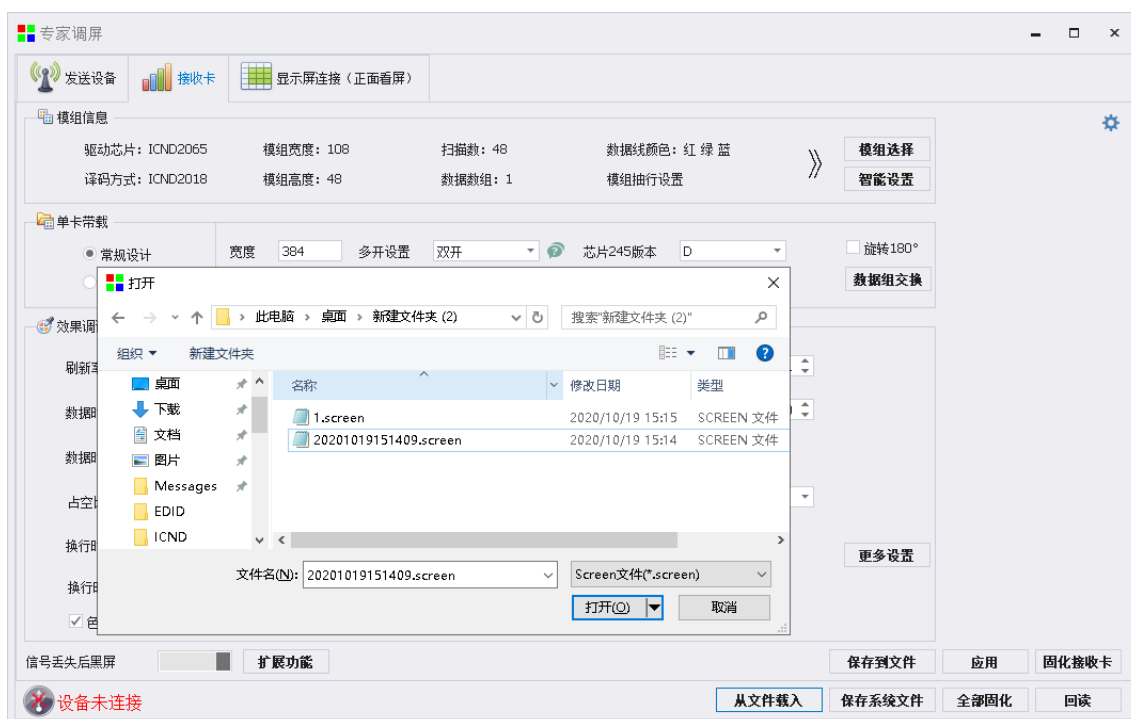 专家调屏
发送设备 接收卡 显示屏连接（正面看屏）
模组信息
驱动芯片：ICND2065 模组宽度：108 扫描数：48 数据线颜色：红 绿 蓝 模组选择
译码方式：ICND2018 模组高度：48 数据数组：1 模组抽行设置 智能设置
单卡带载
常规设计 宽度 384 多开设置 双开 芯片245版本 D 旋转180°
数据组交换
打开
此电脑 › 桌面 › 新建文件夹 (2) 搜索"新建文件夹 (2)"
效果调
组织 新建文件夹
刷新
桌面 名称 修改日期 类型
下载 1.screen 2020/10/19 15:15 SCREEN 文件
数据
文档 20201019151409.screen 2020/10/19 15:14 SCREEN 文件
图片
数据
Messages
占空
EDID
ICND
换行
更多设置
文件名(N): 20201019151409.screen Screen文件(*.screen)
换行
打开(O) 取消
色
信号丢失后黑屏 扩展功能 保存到文件 应用 固化接收卡
设备未连接 从文件载入 保存系统文件 全部固化 回读